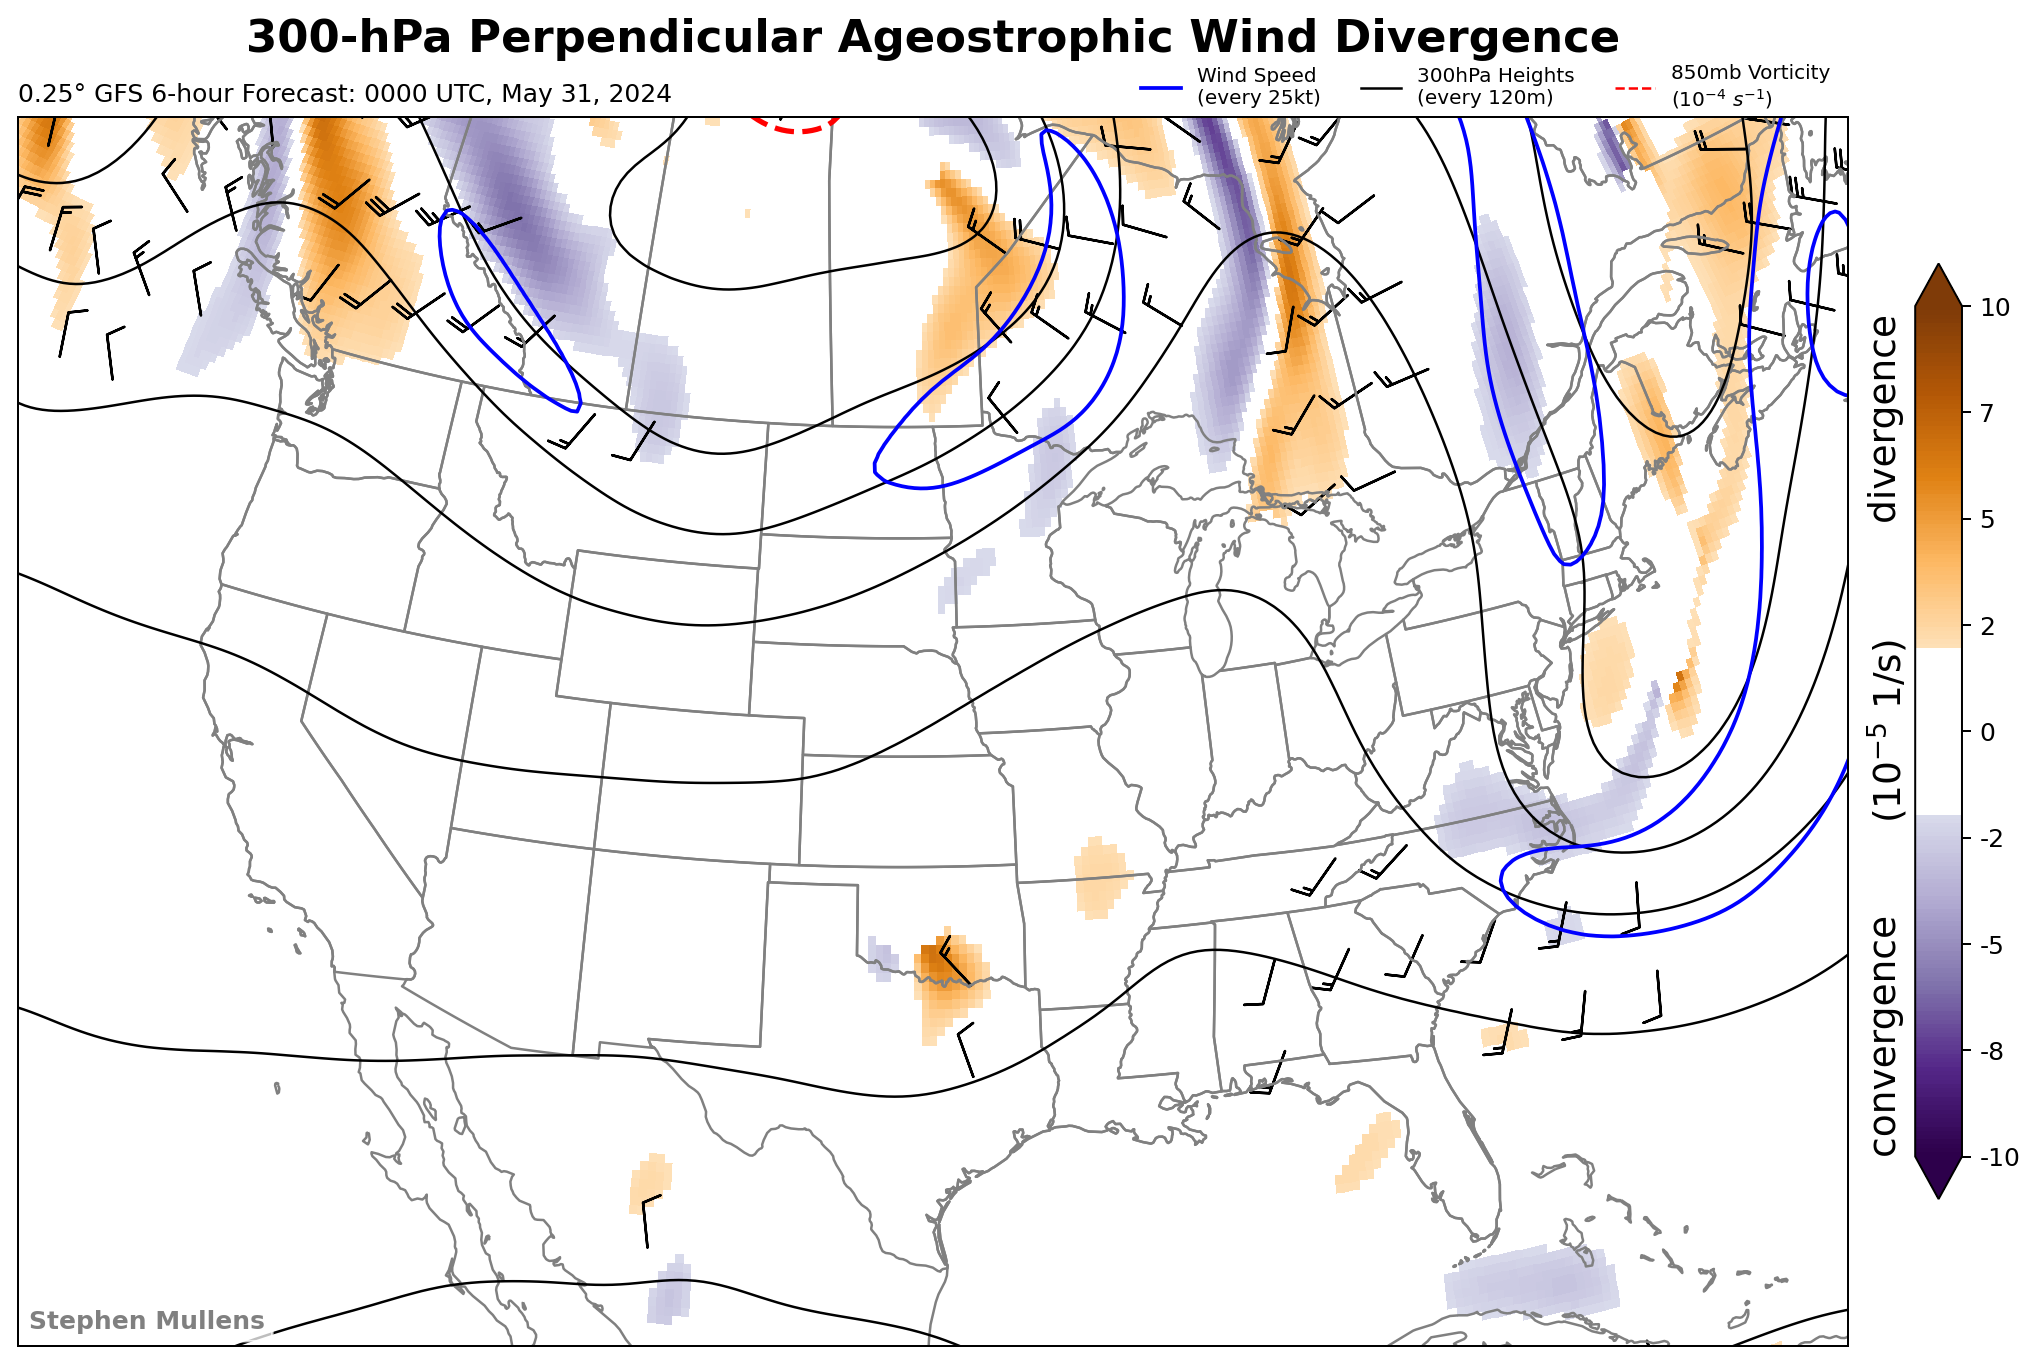 300-hPa Perpendicular Ageostrophic Wind Divergence
0.25° GFS 6-hour Forecast: 0000 UTC, May 31, 2024
Wind Speed
(every 25kt)
300hPa Heights
(every 120m)
850mb Vorticity
(10⁻⁴ s⁻¹)
10
7
5
2
0
-2
-5
-8
-10
convergence (10⁻⁵ 1/s) divergence
Stephen Mullens